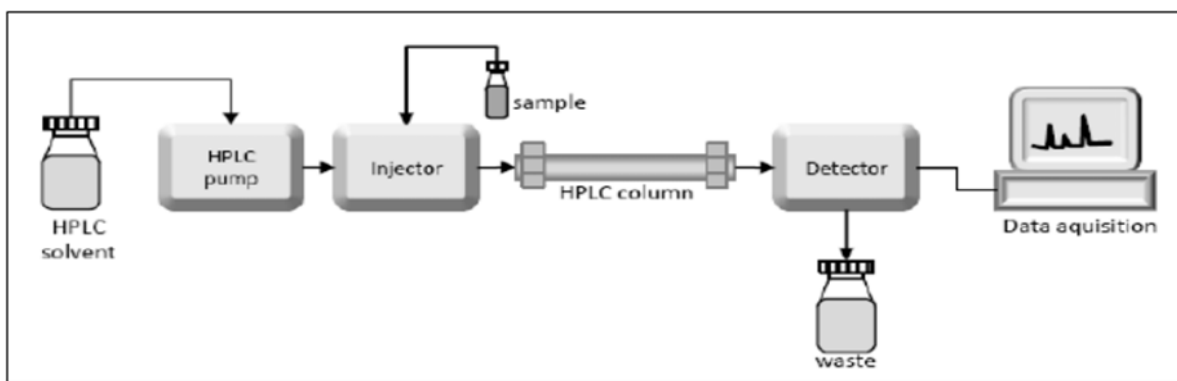 HPLC
solvent
HPLC
pump
sample
Injector
HPLC column
Detector
waste
Data aquisition